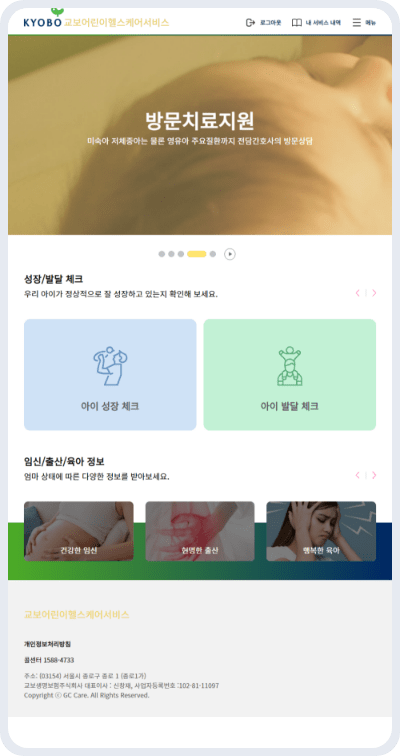 KYOBO 교보어린이헬스케어서비스 로그아웃 내 서비스 내역 메뉴
방문치료지원
미숙아 저체중아는 물론 영유아 주요질환까지 전담간호사의 방문상담
성장/발달 체크
우리 아이가 정상적으로 잘 성장하고 있는지 확인해 보세요.
아이 성장 체크 아이 발달 체크
임신/출산/육아 정보
엄마 상태에 따른 다양한 정보를 받아보세요.
건강한 임신 현명한 출산 행복한 육아
교보어린이헬스케어서비스
개인정보처리방침
콜센터 1588-4733
주소: (03154) 서울시 종로구 종로 1 (종로1가)
교보생명보험주식회사 대표이사 : 신창재, 사업자등록번호 :102-81-11697
Copyright ⓒ GC Care. All Rights Reserved.